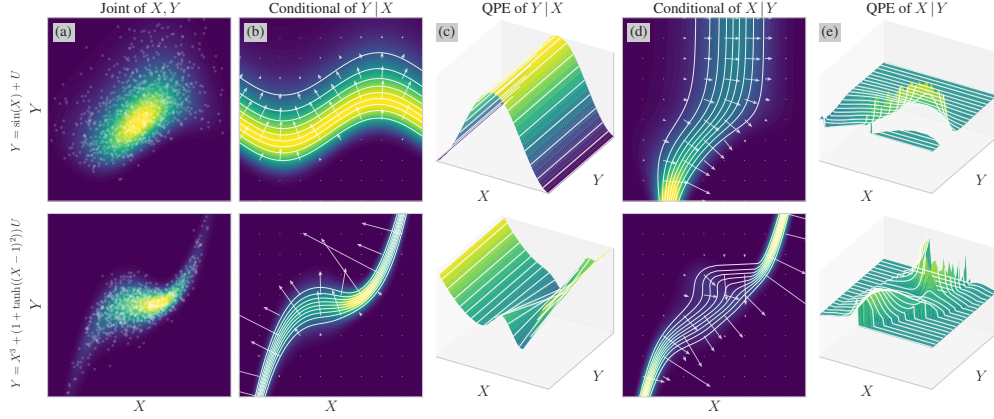 Joint of X, Y
Conditional of Y | X
QPE of Y | X
Conditional of X | Y
QPE of X | Y
(a)
(b)
(c)
(d)
(e)
Y = sin(X) + U
Y
X
Y
X
Y
Y = X³ + (1 + tanh((X − 1)²))U
Y
X
X
X
Y
X
X
Y